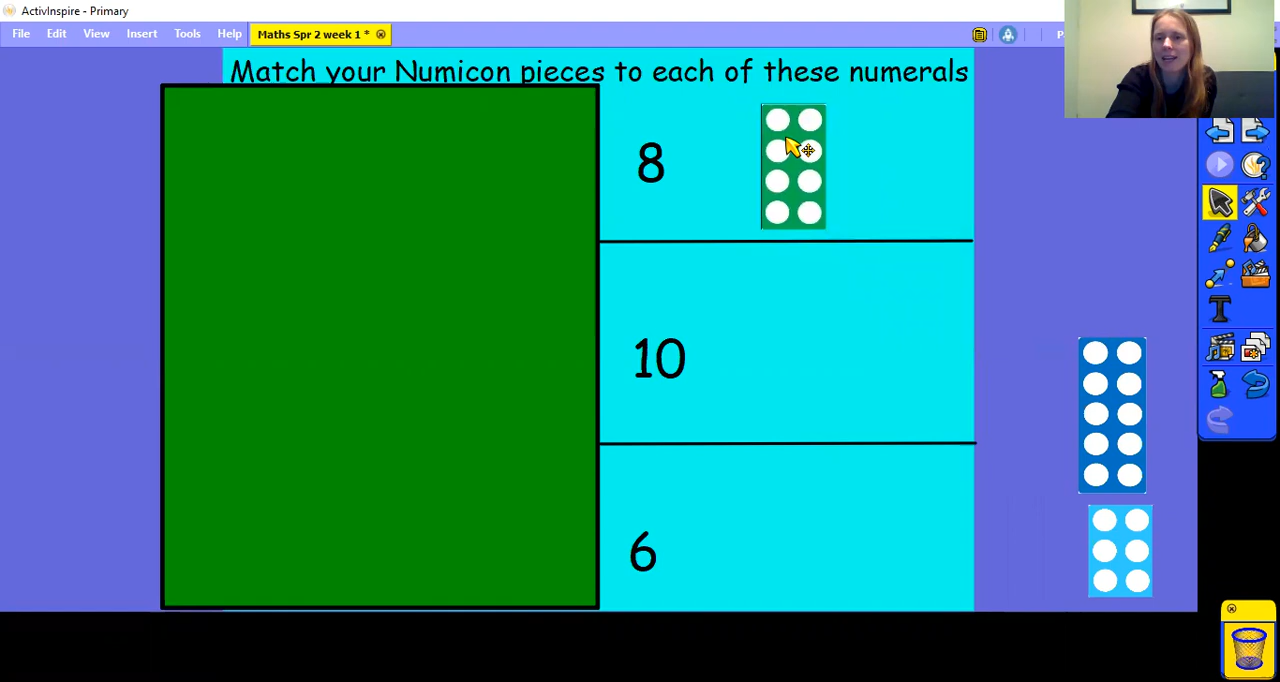 ActivInspire - Primary
File Edit View Insert Tools Help Maths Spr 2 week 1 *
Match your Numicon pieces to each of these numerals
8
10
6